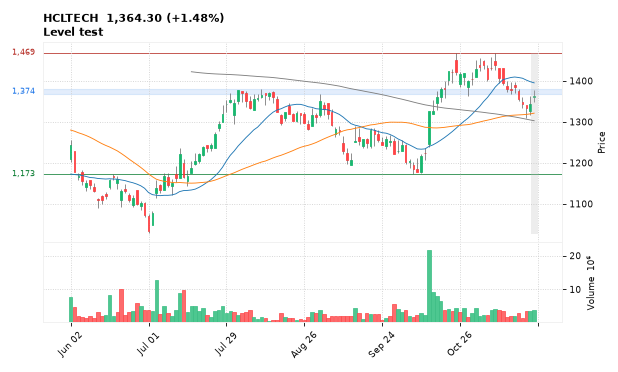 HCLTECH 1,364.30 (+1.48%)
Level test
1,469
1,374
1,173
1400
1300
1200
1100
Price
20
10
Volume 10⁶
Jun 02
Jul 01
Jul 29
Aug 26
Sep 24
Oct 26